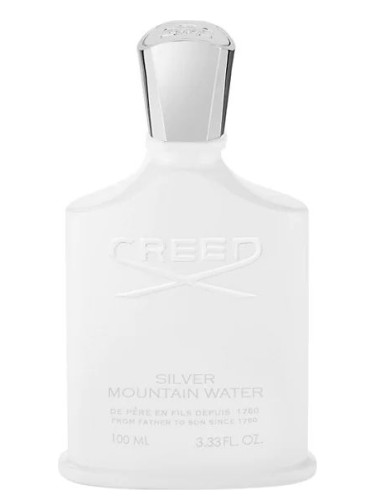 CREED
SILVER
MOUNTAIN WATER
DE PÈRE EN FILS DEPUIS 1760
FROM FATHER TO SON SINCE 1760
100 ML 3.33 FL. OZ.